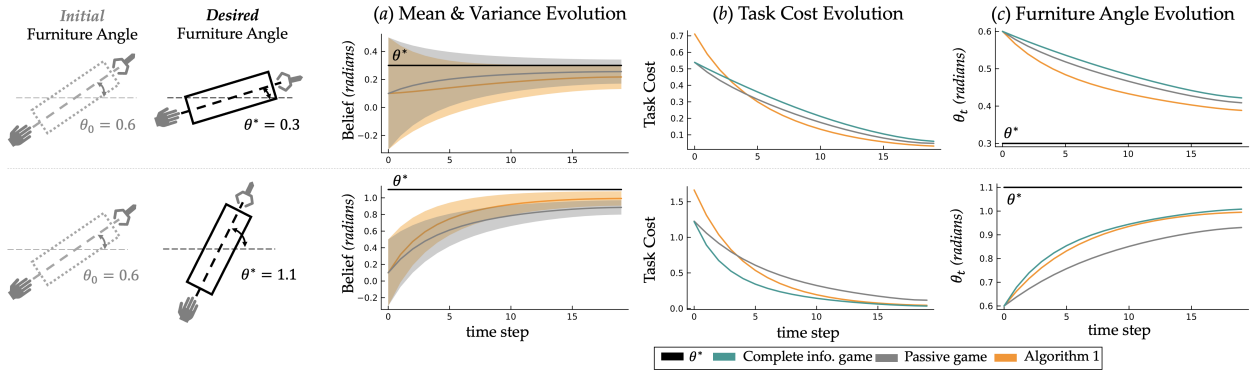 Initial
Furniture Angle
Desired
Furniture Angle
θ₀ = 0.6
θ* = 0.3
(a) Mean & Variance Evolution
Belief (radians)
0.4
0.2
0.0
−0.2
θ*
0
5
10
15
(b) Task Cost Evolution
Task Cost
0.7
0.6
0.5
0.4
0.3
0.2
0.1
0
5
10
15
(c) Furniture Angle Evolution
θₜ (radians)
0.6
0.5
0.4
0.3
θ*
0
5
10
15
θ₀ = 0.6
θ* = 1.1
Belief (radians)
1.0
0.8
0.6
0.4
0.2
0.0
−0.2
θ*
0
5
10
15
time step
Task Cost
1.5
1.0
0.5
0.0
0
5
10
15
time step
θₜ (radians)
1.1
1.0
0.9
0.8
0.7
0.6
θ*
0
5
10
15
time step
θ* Complete info. game Passive game Algorithm 1